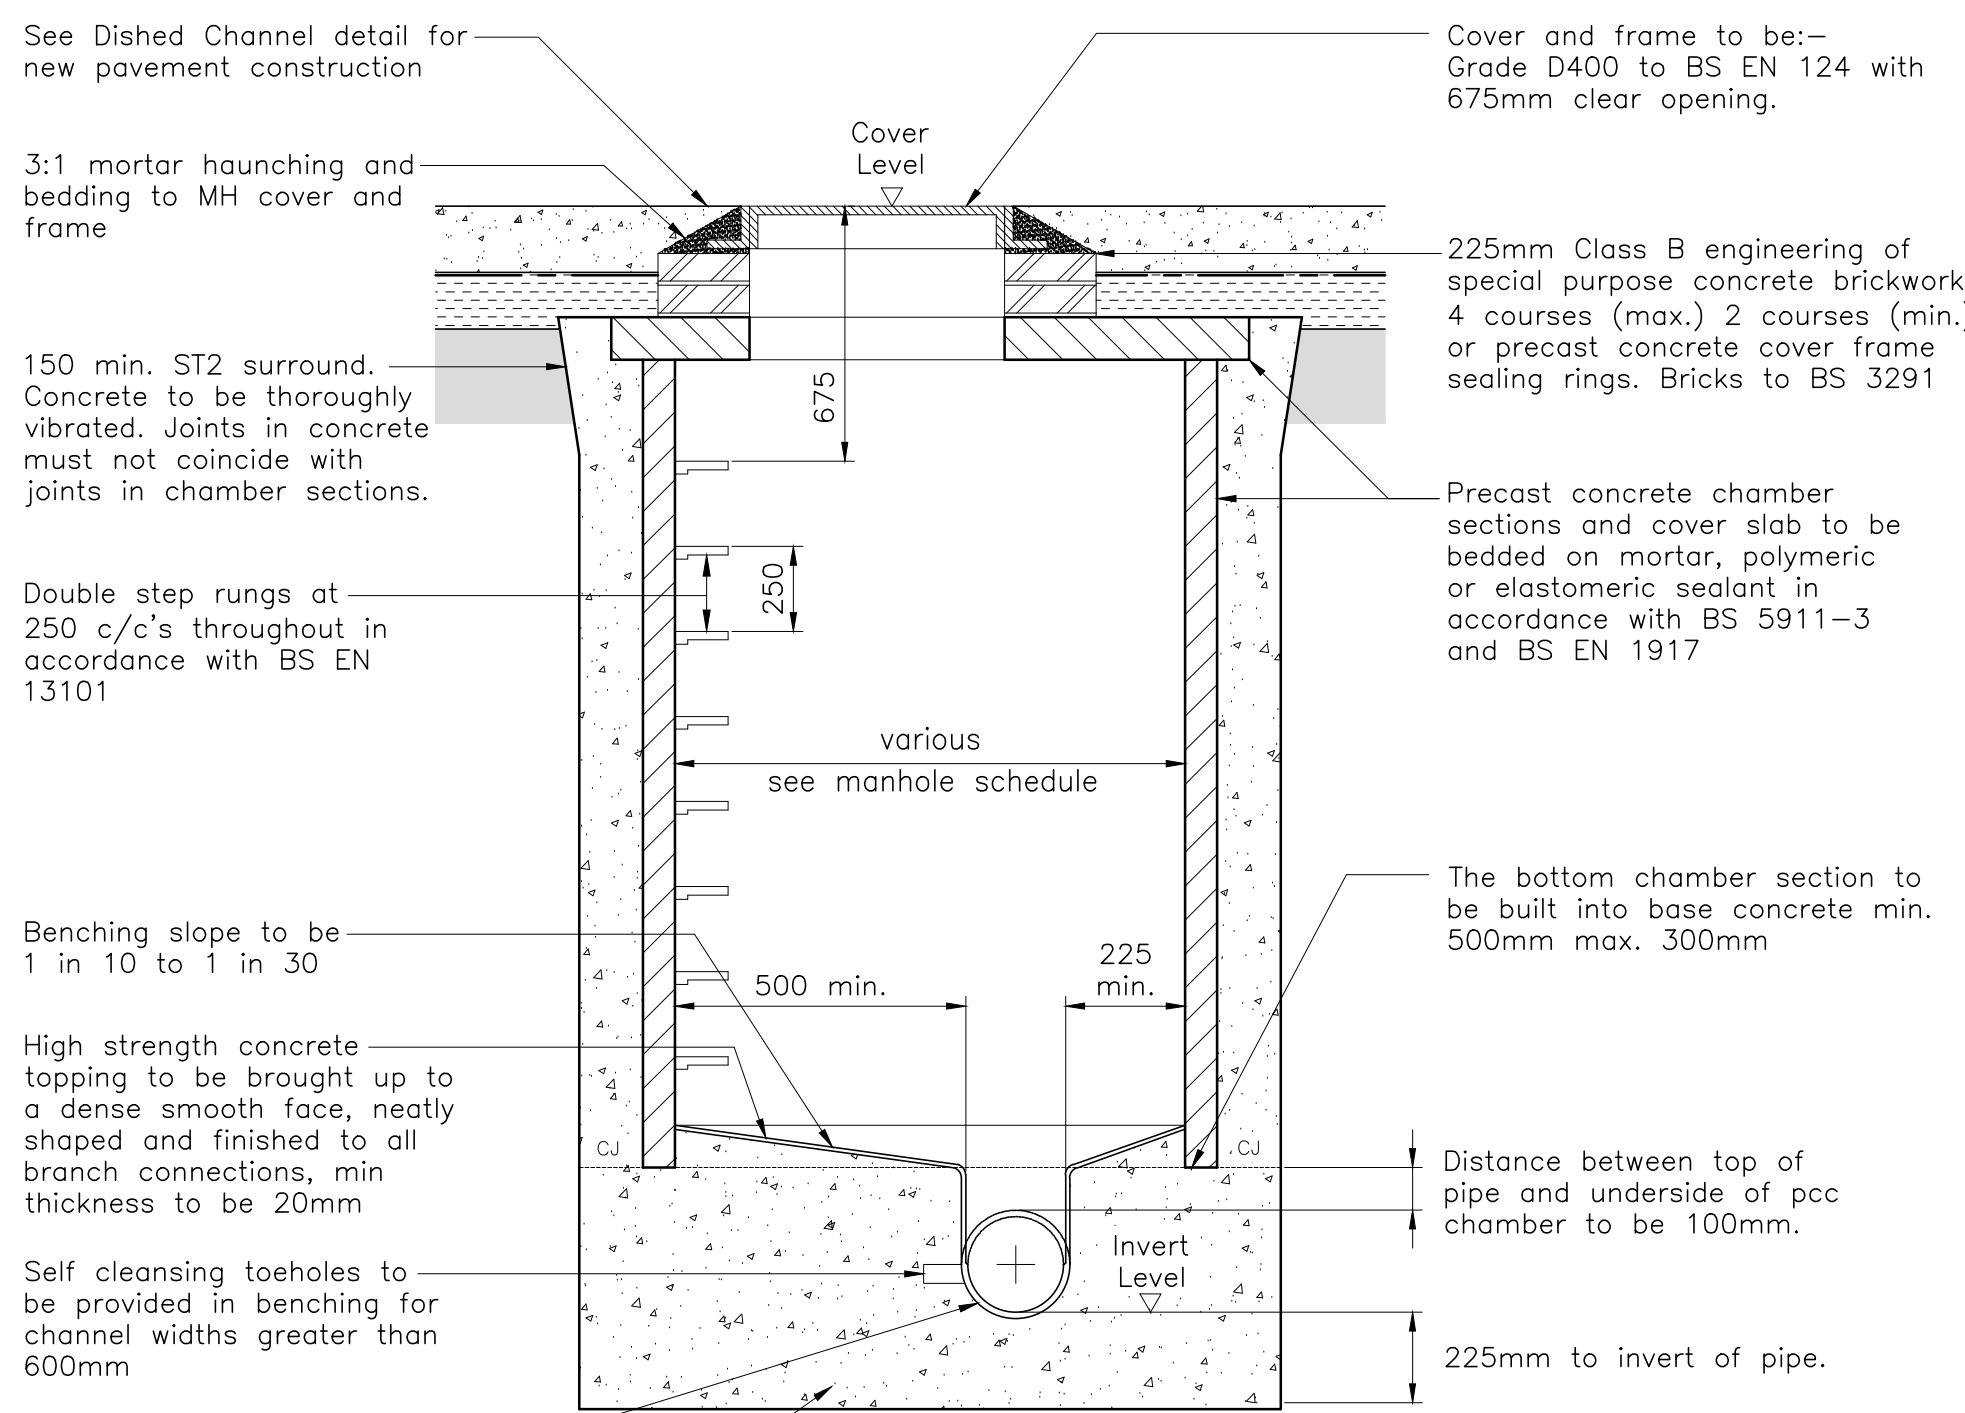 See Dished Channel detail for
new pavement construction
3:1 mortar haunching and
bedding to MH cover and
frame
150 min. ST2 surround.
Concrete to be thoroughly
vibrated. Joints in concrete
must not coincide with
joints in chamber sections.
Double step rungs at
250 c/c's throughout in
accordance with BS EN
13101
Benching slope to be
1 in 10 to 1 in 30
High strength concrete
topping to be brought up to
a dense smooth face, neatly
shaped and finished to all
branch connections, min
thickness to be 20mm
Self cleansing toeholes to
be provided in benching for
channel widths greater than
600mm
Cover
Level
675
250
various
see manhole schedule
500 min.
225
min.
CJ
CJ
Invert
Level
Cover and frame to be:-
Grade D400 to BS EN 124 with
675mm clear opening.
225mm Class B engineering of
special purpose concrete brickwork
4 courses (max.) 2 courses (min.)
or precast concrete cover frame
sealing rings. Bricks to BS 3291
Precast concrete chamber
sections and cover slab to be
bedded on mortar, polymeric
or elastomeric sealant in
accordance with BS 5911-3
and BS EN 1917
The bottom chamber section to
be built into base concrete min.
500mm max. 300mm
Distance between top of
pipe and underside of pcc
chamber to be 100mm.
225mm to invert of pipe.